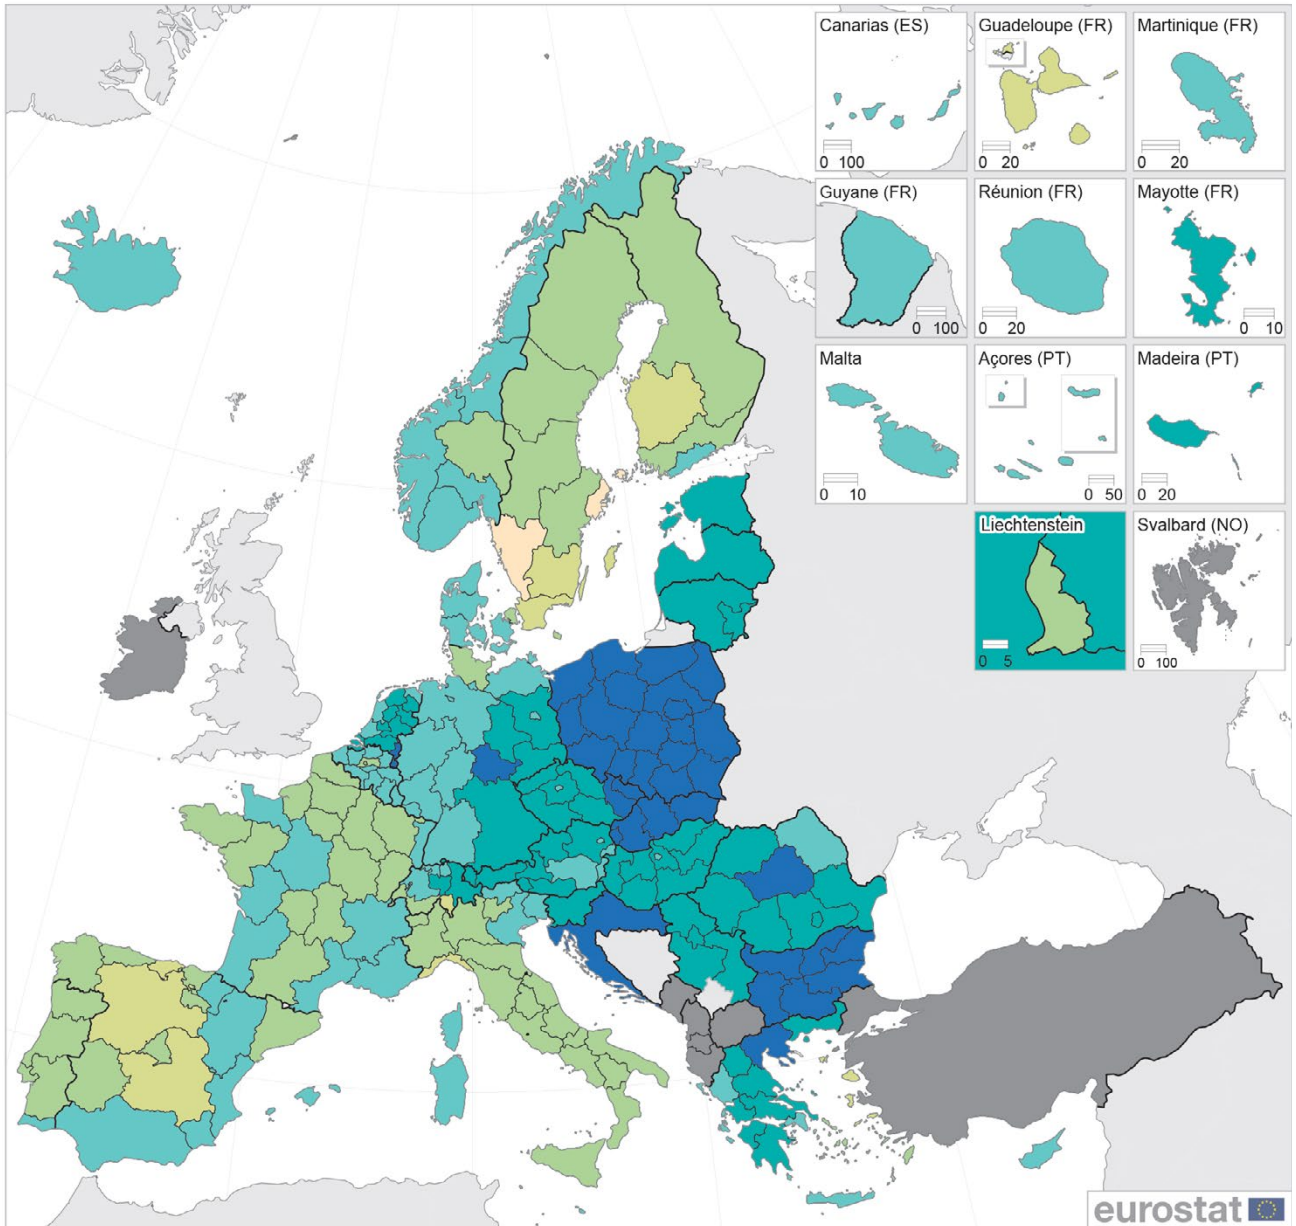 Canarias (ES)
0 100
Guadeloupe (FR)
0 20
Martinique (FR)
0 20
Guyane (FR)
0 100
Réunion (FR)
0 20
Mayotte (FR)
0 10
Malta
0 10
Açores (PT)
0 50
Madeira (PT)
0 20
Liechtenstein
0 5
Svalbard (NO)
0 100
eurostat